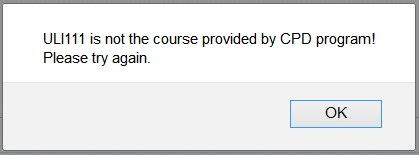 ULI111 is not the course provided by CPD program!
Please try again.
OK